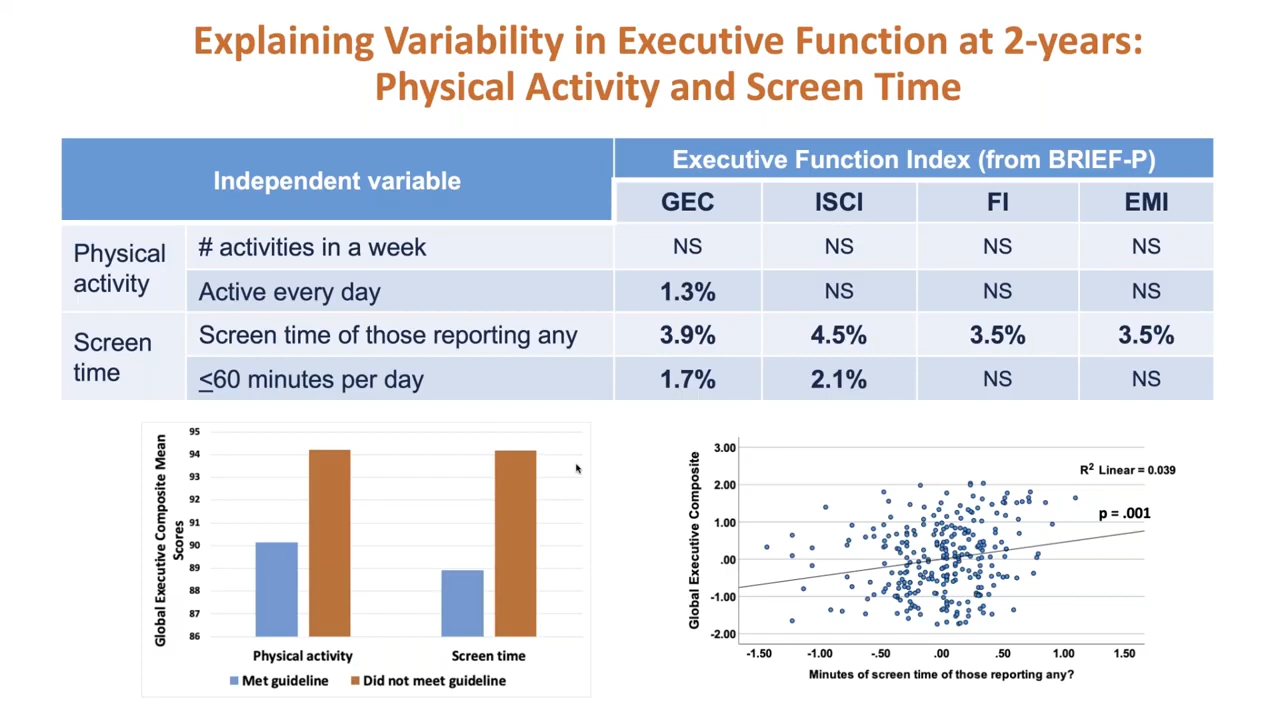 Explaining Variability in Executive Function at 2-years:
Physical Activity and Screen Time
Independent variable
Executive Function Index (from BRIEF-P)
GEC ISCI FI EMI
Physical activity
# activities in a week NS NS NS NS
Active every day 1.3% NS NS NS
Screen time
Screen time of those reporting any 3.9% 4.5% 3.5% 3.5%
≤60 minutes per day 1.7% 2.1% NS NS
Global Executive Composite Mean
Scores
95
94
93
92
91
90
89
88
87
86
Physical activity Screen time
Met guideline Did not meet guideline
Global Executive Composite
3.00
2.00
1.00
.00
-1.00
-2.00
R² Linear = 0.039
p = .001
-1.50 -1.00 -.50 .00 .50 1.00 1.50
Minutes of screen time of those reporting any?